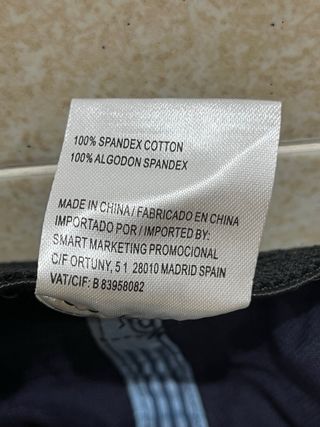 100% SPANDEX COTTON
100% ALGODON SPANDEX
MADE IN CHINA / FABRICADO EN CHINA
IMPORTADO POR / IMPORTED BY:
SMART MARKETING PROMOCIONAL
C/F ORTUNY, 5 1 28010 MADRID SPAIN
VAT/CIF: B 83958082